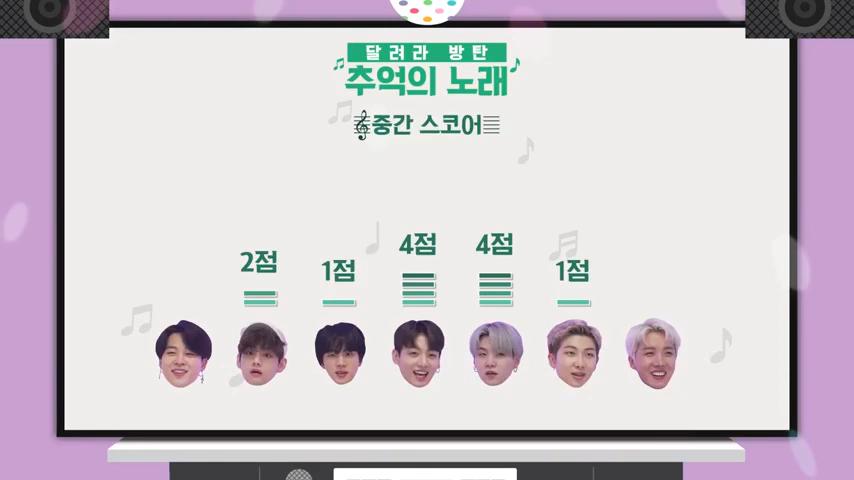 달려라 방탄
추억의 노래
중간 스코어
2점
1점
4점
4점
1점